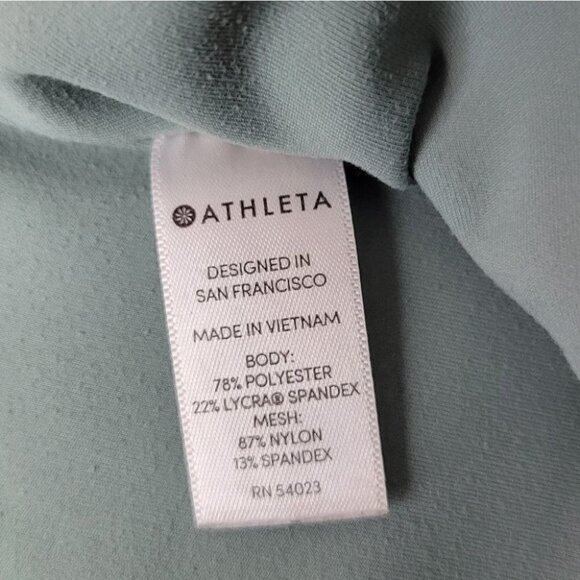 ATHLETA
DESIGNED IN
SAN FRANCISCO
MADE IN VIETNAM
BODY:
78% POLYESTER
22% LYCRA® SPANDEX
MESH:
87% NYLON
13% SPANDEX
RN 54023